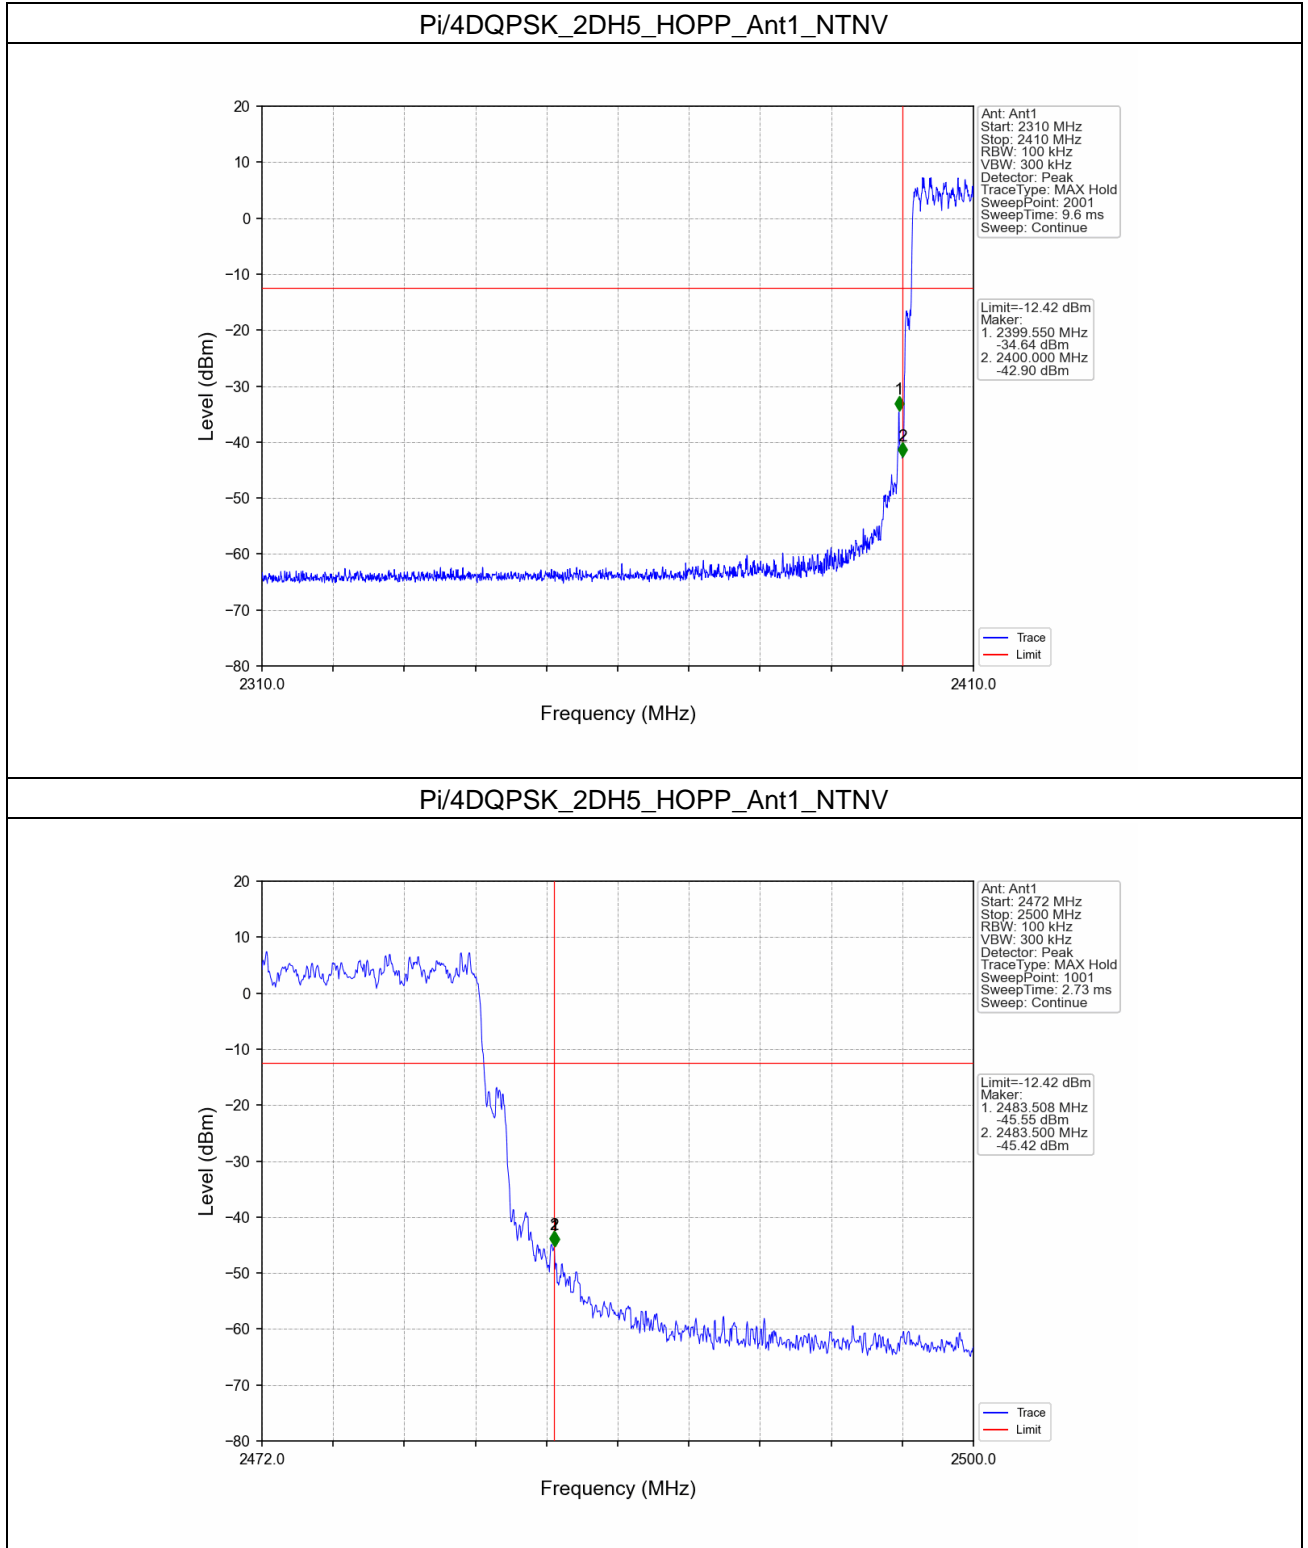 Pi/4DQPSK_2DH5_HOPP_Ant1_NTNV
20
10
0
−10
−20
−30
−40
−50
−60
−70
−80
Level (dBm)
2310.0
2410.0
Frequency (MHz)
1
2
Ant: Ant1
Start: 2310 MHz
Stop: 2410 MHz
RBW: 100 kHz
VBW: 300 kHz
Detector: Peak
TraceType: MAX Hold
SweepPoint: 2001
SweepTime: 9.6 ms
Sweep: Continue
Limit=-12.42 dBm
Maker:
1. 2399.550 MHz
-34.64 dBm
2. 2400.000 MHz
-42.90 dBm
Trace
Limit
Pi/4DQPSK_2DH5_HOPP_Ant1_NTNV
20
10
0
−10
−20
−30
−40
−50
−60
−70
−80
Level (dBm)
2472.0
2500.0
Frequency (MHz)
2
Ant: Ant1
Start: 2472 MHz
Stop: 2500 MHz
RBW: 100 kHz
VBW: 300 kHz
Detector: Peak
TraceType: MAX Hold
SweepPoint: 1001
SweepTime: 2.73 ms
Sweep: Continue
Limit=-12.42 dBm
Maker:
1. 2483.508 MHz
-45.55 dBm
2. 2483.500 MHz
-45.42 dBm
Trace
Limit